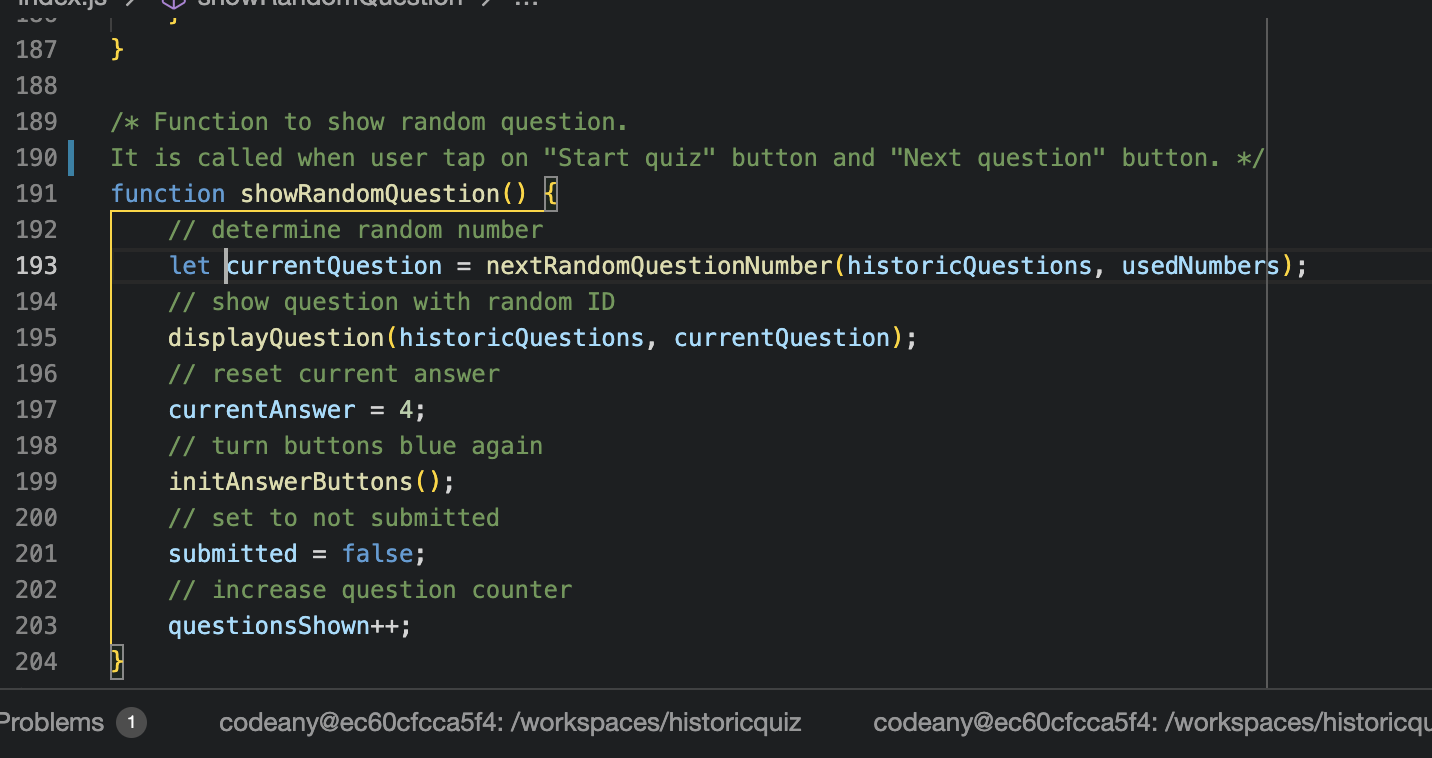 index.js > showRandomQuestion > ...
186 }
187 }
188
189 /* Function to show random question.
190 It is called when user tap on "Start quiz" button and "Next question" button. */
191 function showRandomQuestion() {
192 // determine random number
193 let currentQuestion = nextRandomQuestionNumber(historicQuestions, usedNumbers);
194 // show question with random ID
195 displayQuestion(historicQuestions, currentQuestion);
196 // reset current answer
197 currentAnswer = 4;
198 // turn buttons blue again
199 initAnswerButtons();
200 // set to not submitted
201 submitted = false;
202 // increase question counter
203 questionsShown++;
204 }
Problems 1 codeany@ec60cfcca5f4: /workspaces/historicquiz codeany@ec60cfcca5f4: /workspaces/historicqu